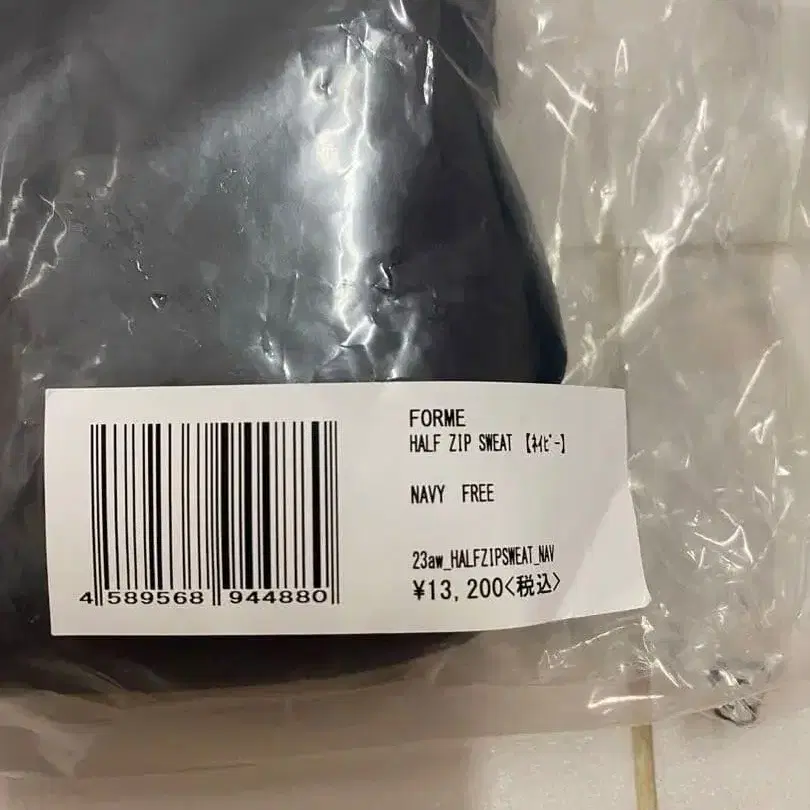 FORME
HALF ZIP SWEAT 【ﾈｲﾋﾞｰ】
NAVY FREE
23aw_HALFZIPSWEAT_NAV
¥13,200<税込>
4 589568 944880